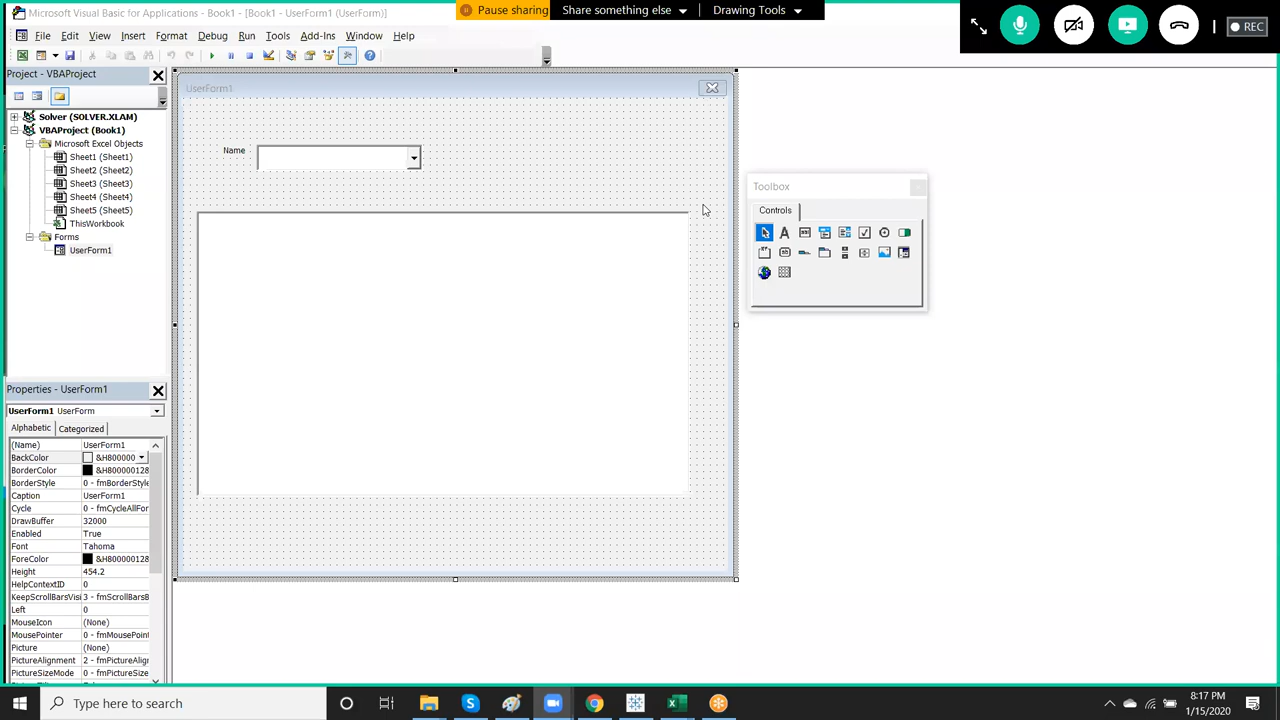 Microsoft Visual Basic for Applications - Book1 - [Book1 - UserForm1 (UserForm)]
Pause sharing
Share something else
Drawing Tools
REC
File Edit View Insert Format Debug Run Tools Add-Ins Window Help
Project - VBAProject
Solver (SOLVER.XLAM)
VBAProject (Book1)
Microsoft Excel Objects
Sheet1 (Sheet1)
Sheet2 (Sheet2)
Sheet3 (Sheet3)
Sheet4 (Sheet4)
Sheet5 (Sheet5)
ThisWorkbook
Forms
UserForm1
UserForm1
Name
Toolbox
Controls
Properties - UserForm1
UserForm1 UserForm
Alphabetic Categorized
(Name) UserForm1
BackColor &H800000
BorderColor &H80000012&
BorderStyle 0 - fmBorderStyle
Caption UserForm1
Cycle 0 - fmCycleAllFor
DrawBuffer 32000
Enabled True
Font Tahoma
ForeColor &H80000012&
Height 454.2
HelpContextID 0
KeepScrollBarsVisi 3 - fmScrollBarsB
Left 0
MouseIcon (None)
MousePointer 0 - fmMousePoint
Picture (None)
PictureAlignment 2 - fmPictureAlign
PictureSizeMode 0 - fmPictureSize
Type here to search
8:17 PM
1/15/2020